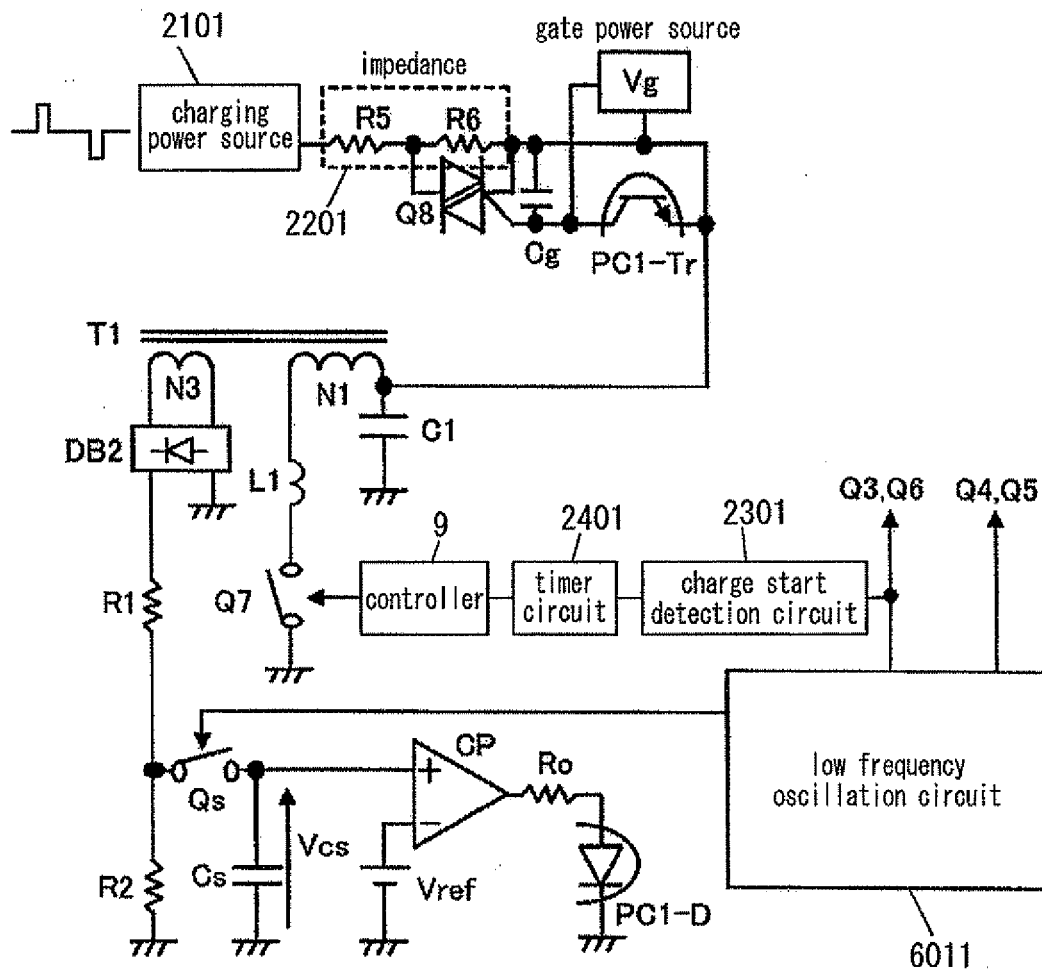 2101
gate power source
impedance
Vg
charging
power source
R5
R6
Q8
2201
Cg
PC1-Tr
T1
N3
N1
DB2
C1
L1
Q3,Q6
Q4,Q5
9
2401
2301
R1
Q7
controller
timer
circuit
charge start
detection circuit
CP
Ro
low frequency
oscillation circuit
Qs
+
Vcs
−
R2
Cs
Vref
PC1-D
6011